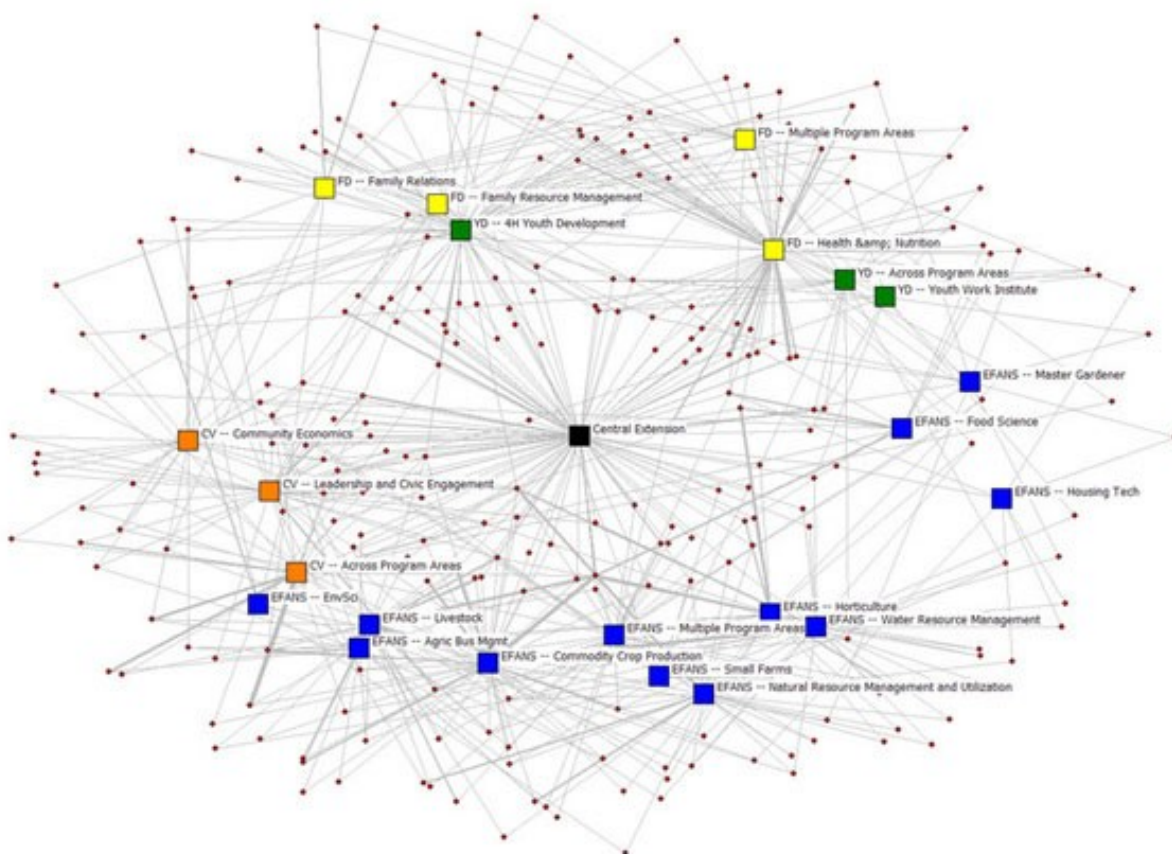 FD -- Multiple Program Areas
FD -- Family Relations
FD -- Family Resource Management
YD -- 4H Youth Development
FD -- Health &amp; Nutrition
YD -- Across Program Areas
YD -- Youth Work Institute
EFANS -- Master Gardener
EFANS -- Food Science
Central Extension
CV -- Community Economics
CV -- Leadership and Civic Engagement
EFANS -- Housing Tech
CV -- Across Program Areas
EFANS -- EnvSci
EFANS -- Horticulture
EFANS -- Livestock
EFANS -- Water Resource Management
EFANS -- Multiple Program Areas
EFANS -- Agric Bus Mgmt
EFANS -- Commodity Crop Production
EFANS -- Small Farms
EFANS -- Natural Resource Management and Utilization